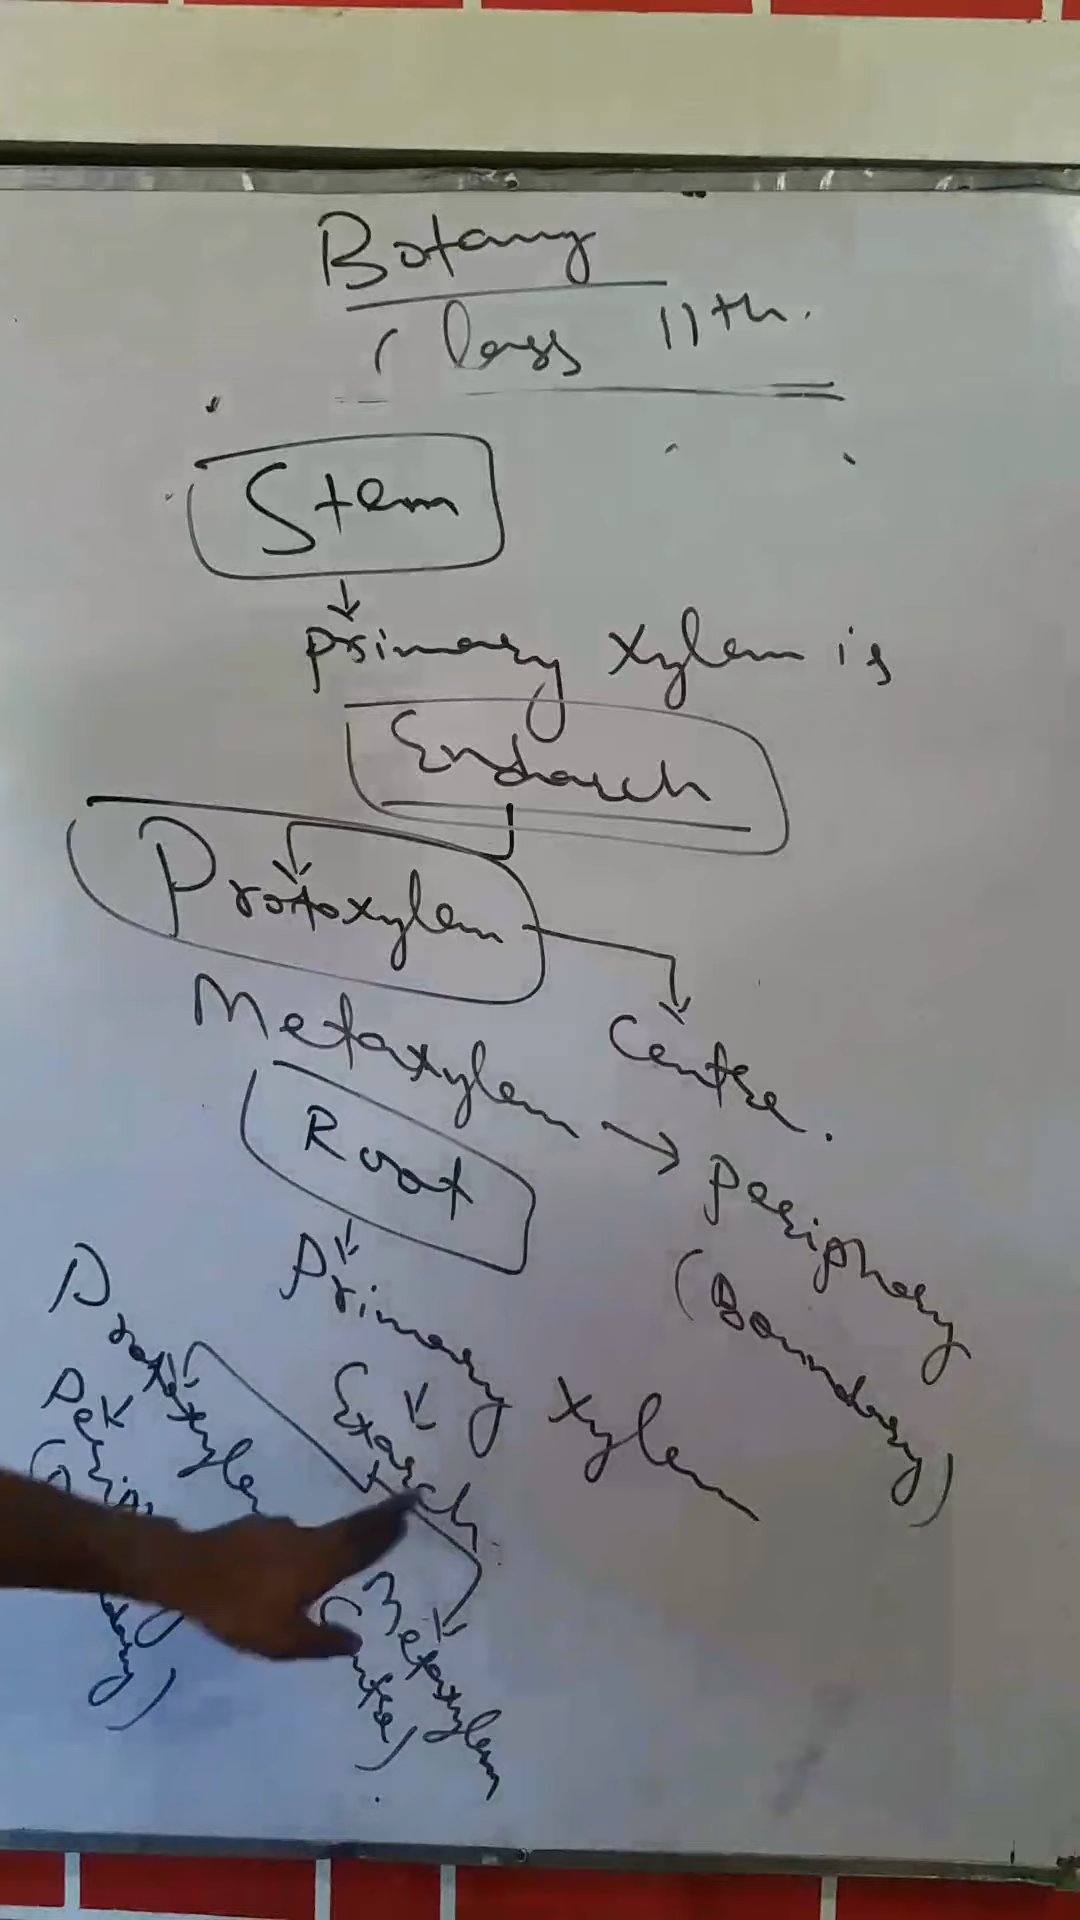 Botany
Class 11th.
Stem
Primary Xylem is
Endarch
Protoxylem
Centre.
Metaxylem → Periphery
(Boundary)
Root
Primary Xylem
Exarch
Protoxylem
Metaxylem
(Centre)